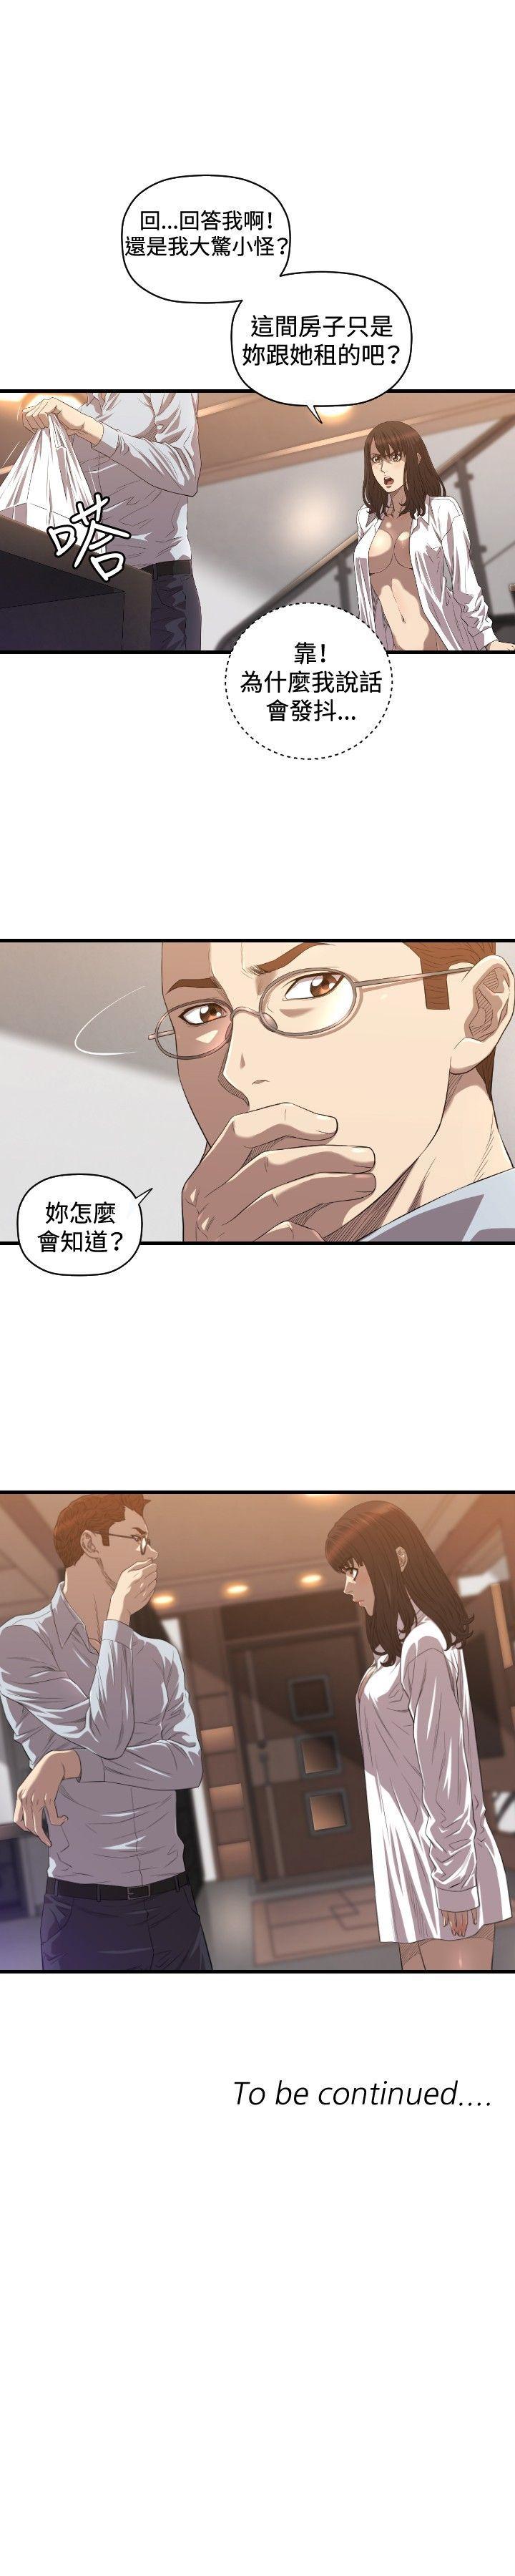 回...回答我啊！
還是我大驚小怪？
這間房子只是
妳跟她租的吧？
嗒
靠！
為什麼我說話
會發抖...
妳怎麼
會知道？
To be continued....